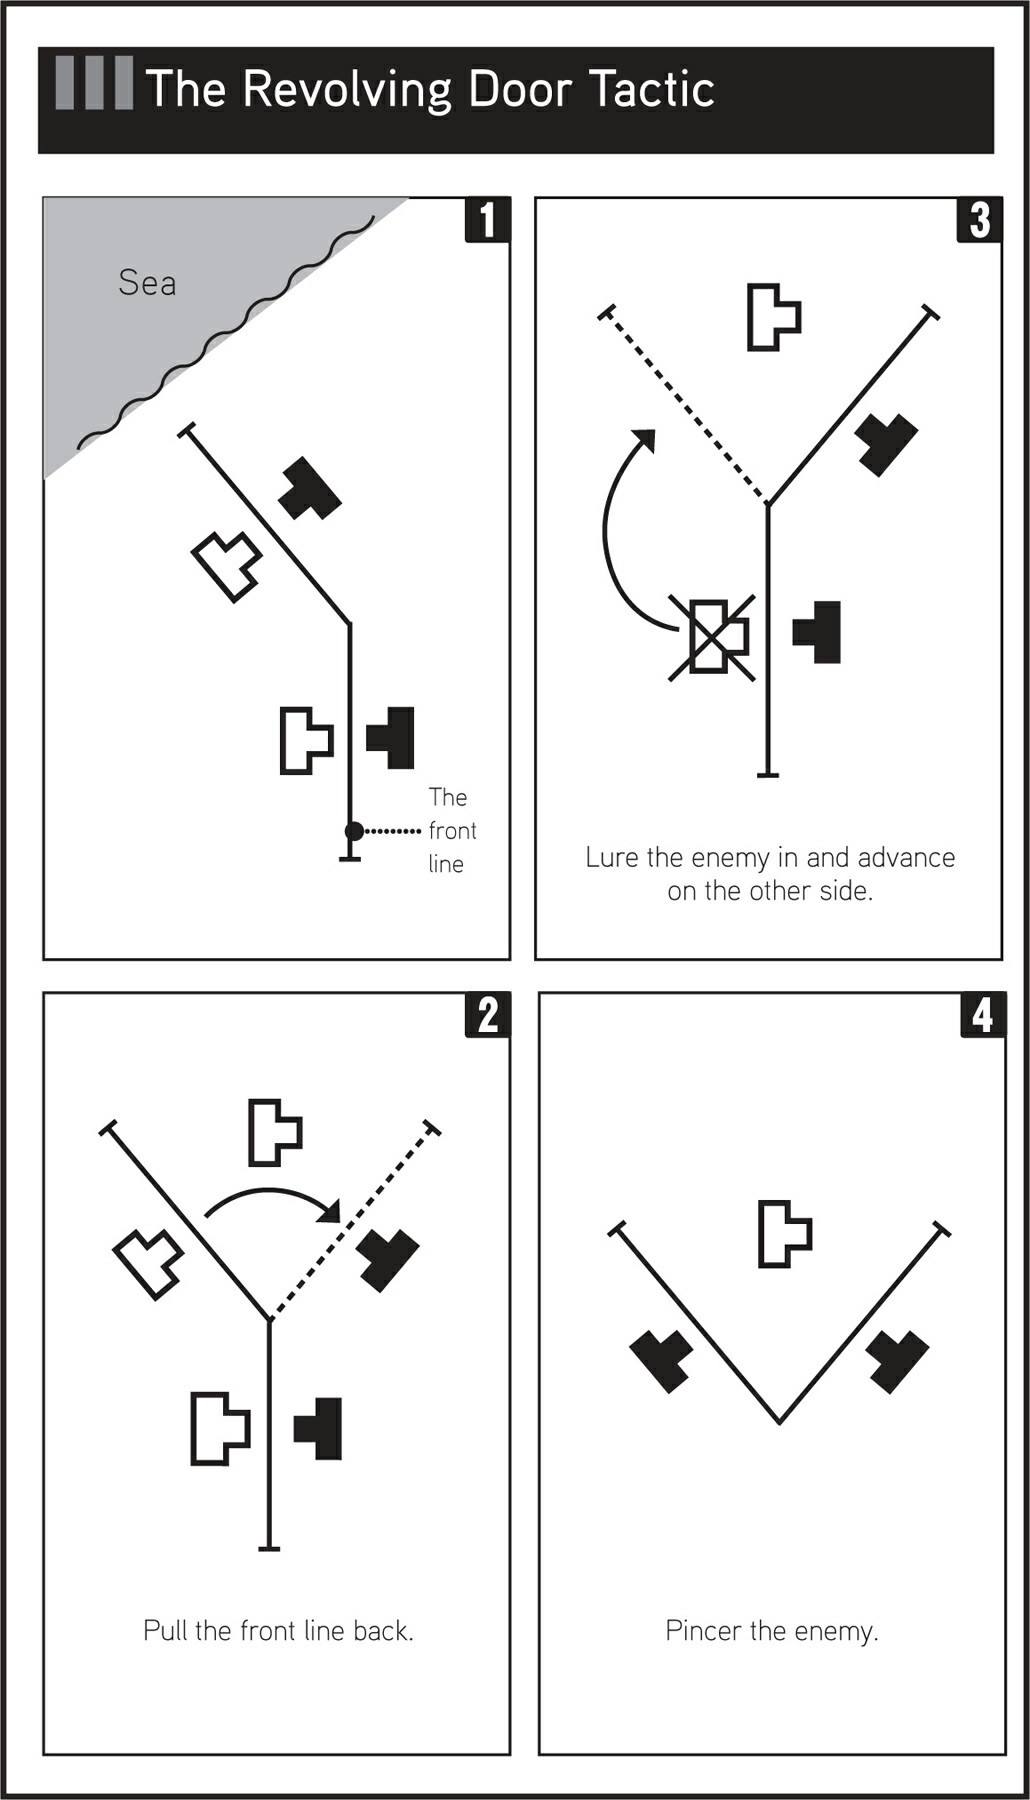 The Revolving Door Tactic
1
Sea
The
front
line
2
Pull the front line back.
3
Lure the enemy in and advance
on the other side.
4
Pincer the enemy.